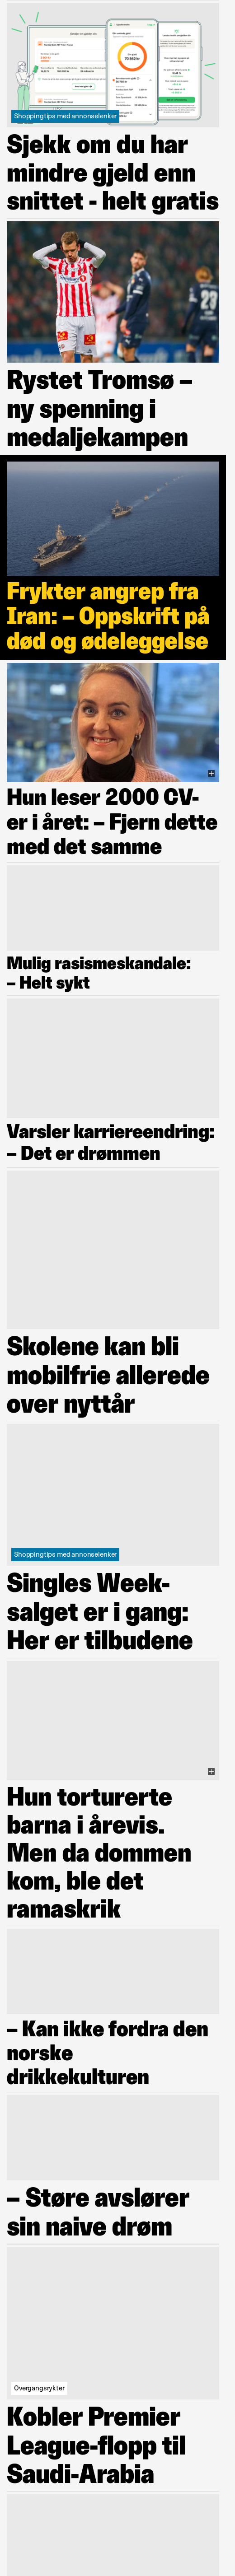 Shoppingtips med annonselenker
Sjekk om du har
mindre gjeld enn
snittet - helt gratis
23
Rystet Tromsø –
ny spenning i
medaljekampen
Frykter angrep fra
Iran: – Oppskrift på
død og ødeleggelse
Hun leser 2000 CV-
er i året: – Fjern dette
med det samme
Mulig rasismeskandale:
– Helt sykt
Varsler karriereendring:
– Det er drømmen
Skolene kan bli
mobilfrie allerede
over nyttår
Shoppingtips med annonselenker
Singles Week-
salget er i gang:
Her er tilbudene
Hun torturerte
barna i årevis.
Men da dommen
kom, ble det
ramaskrik
– Kan ikke fordra den
norske
drikkekulturen
– Støre avslører
sin naive drøm
Overgangsrykter
Kobler Premier
League-flopp til
Saudi-Arabia